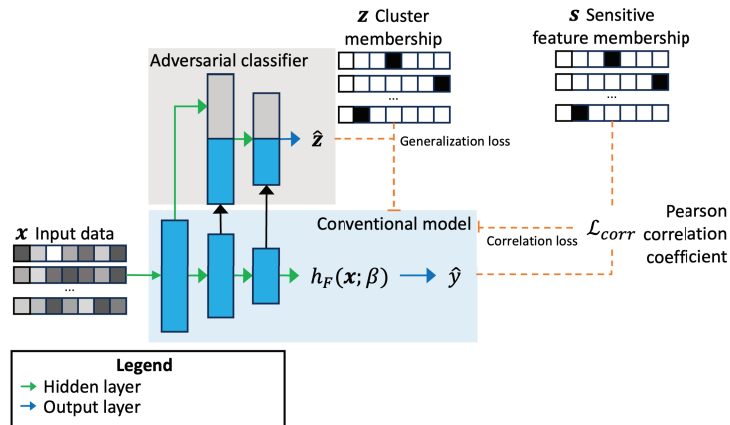 z Cluster
membership
s Sensitive
feature membership
Adversarial classifier
...
...
ẑ
Generalization loss
x Input data
...
Conventional model
h_F(x; β)
ŷ
Correlation loss
ℒ_corr
Pearson
correlation
coefficient
Legend
Hidden layer
Output layer